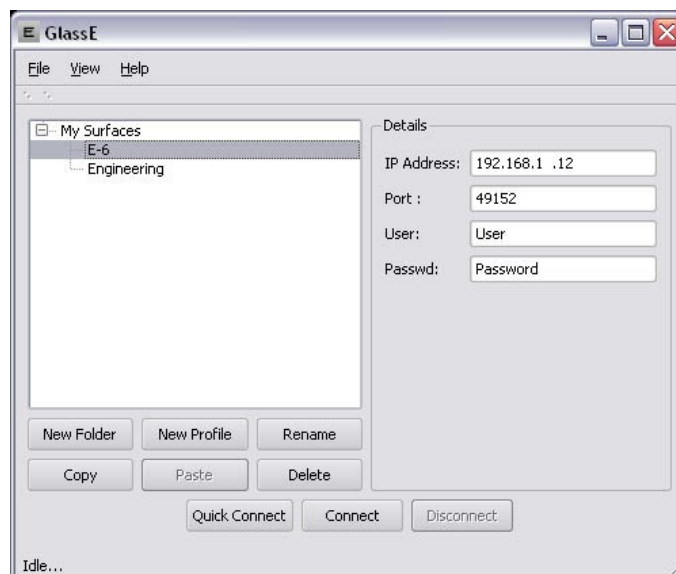 E GlassE
File View Help
My Surfaces
E-6
Engineering
Details
IP Address: 192.168.1 .12
Port : 49152
User: User
Passwd: Password
New Folder New Profile Rename
Copy Paste Delete
Quick Connect Connect Disconnect
Idle...